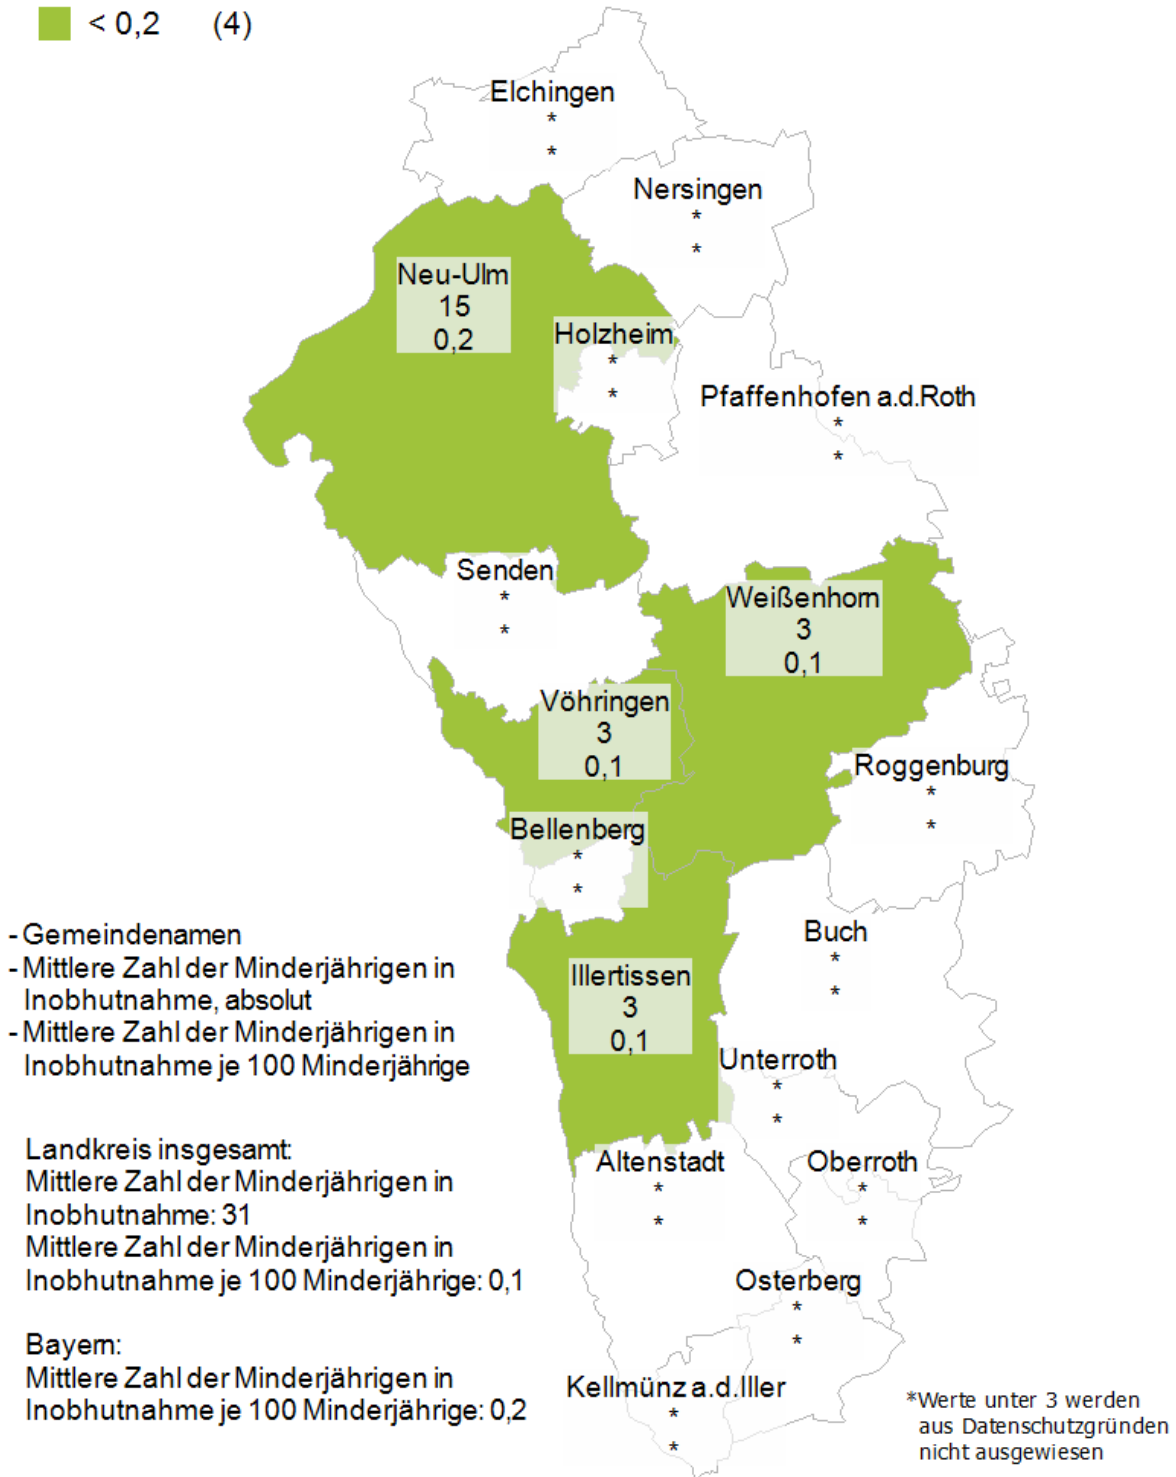 < 0,2 (4)
Elchingen
*
*
Nersingen
*
*
Neu-Ulm
15
0,2
Holzheim
*
*
Pfaffenhofen a.d.Roth
*
*
Senden
*
*
Weißenhorn
3
0,1
Vöhringen
3
0,1
Roggenburg
*
*
Bellenberg
*
*
Buch
*
*
Illertissen
3
0,1
Unterroth
*
*
Altenstadt
*
*
Oberroth
*
*
Osterberg
*
*
Kellmünz a.d.Iller
*
*
- Gemeindenamen
- Mittlere Zahl der Minderjährigen in
Inobhutnahme, absolut
- Mittlere Zahl der Minderjährigen in
Inobhutnahme je 100 Minderjährige
Landkreis insgesamt:
Mittlere Zahl der Minderjährigen in
Inobhutnahme: 31
Mittlere Zahl der Minderjährigen in
Inobhutnahme je 100 Minderjährige: 0,1
Bayern:
Mittlere Zahl der Minderjährigen in
Inobhutnahme je 100 Minderjährige: 0,2
*Werte unter 3 werden
aus Datenschutzgründen
nicht ausgewiesen